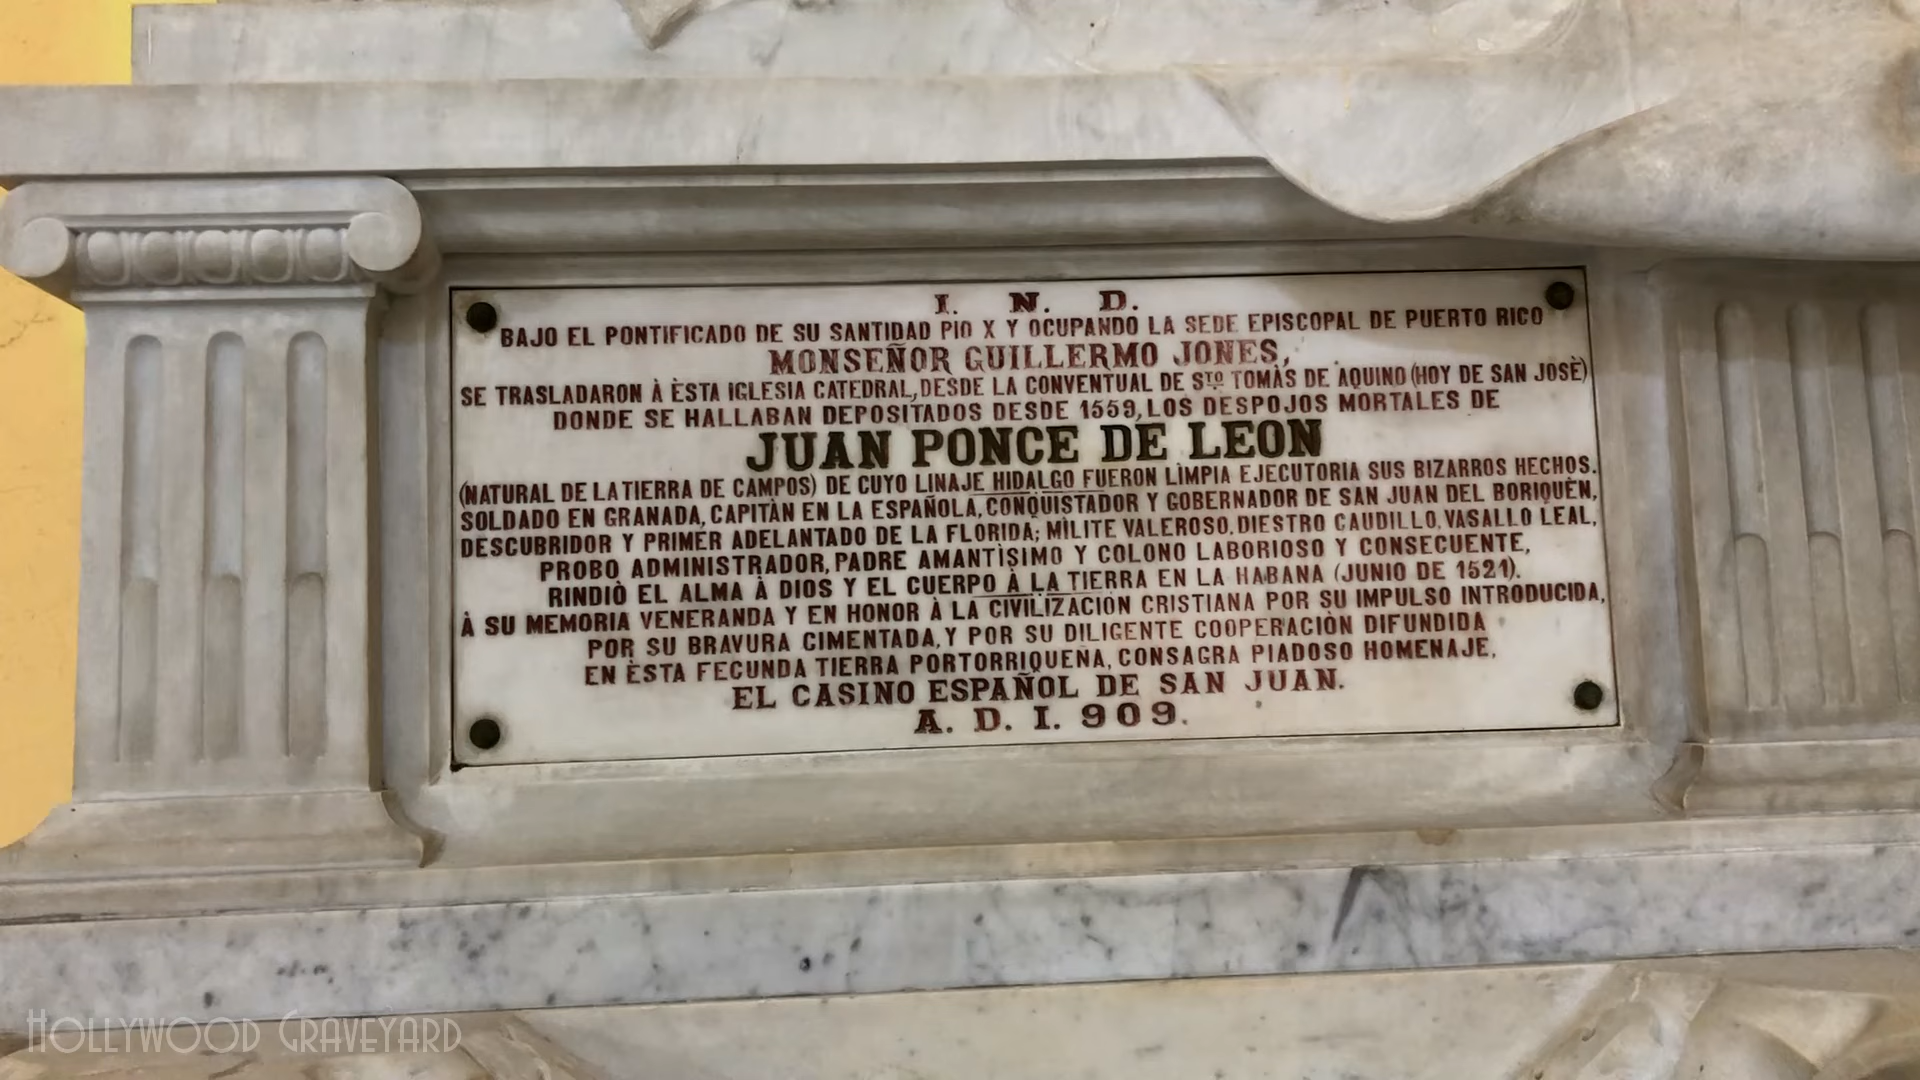 I. N. D.
BAJO EL PONTIFICADO DE SU SANTIDAD PIO X Y OCUPANDO LA SEDE EPISCOPAL DE PUERTO RICO
MONSEÑOR GUILLERMO JONES,
SE TRASLADARON À ÈSTA IGLESIA CATEDRAL, DESDE LA CONVENTUAL DE STO TOMÀS DE AQUINO (HOY DE SAN JOSÈ)
DONDE SE HALLABAN DEPOSITADOS DESDE 1559, LOS DESPOJOS MORTALES DE
JUAN PONCE DE LEON
(NATURAL DE LA TIERRA DE CAMPOS) DE CUYO LINAJE HIDALGO FUERON LÌMPIA EJECUTORIA SUS BIZARROS HECHOS.
SOLDADO EN GRANADA, CAPITÀN EN LA ESPAÑOLA, CONQUISTADOR Y GOBERNADOR DE SAN JUAN DEL BORIQUÈN,
DESCUBRIDOR Y PRIMER ADELANTADO DE LA FLORIDA; MÌLITE VALEROSO, DIESTRO CAUDILLO, VASALLO LEAL,
PROBO ADMINISTRADOR, PADRE AMANTÌSIMO Y COLONO LABORIOSO Y CONSECUENTE,
RINDIÒ EL ALMA À DIOS Y EL CUERPO À LA TIERRA EN LA HABANA (JUNIO DE 1521).
À SU MEMORIA VENERANDA Y EN HONOR À LA CIVILIZACION CRISTIANA POR SU IMPULSO INTRODUCIDA,
POR SU BRAVURA CIMENTADA, Y POR SU DILIGENTE COOPERACIÒN DIFUNDIDA
EN ÈSTA FECUNDA TIERRA PORTORRIQUEÑA, CONSAGRA PIADOSO HOMENAJE,
EL CASINO ESPAÑOL DE SAN JUAN.
A. D. I. 909.
HOLLYWOOD GRAVEYARD